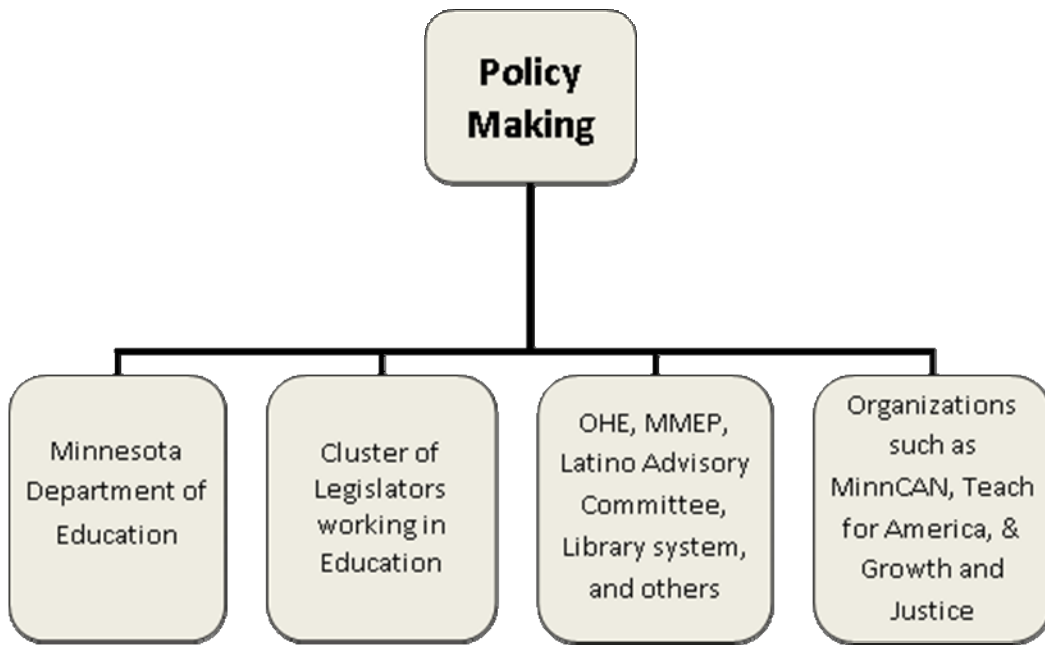 Policy
Making
Minnesota
Department of
Education
Cluster of
Legislators
working in
Education
OHE, MMEP,
Latino Advisory
Committee,
Library system,
and others
Organizations
such as
MinnCAN, Teach
for America, &
Growth and
Justice